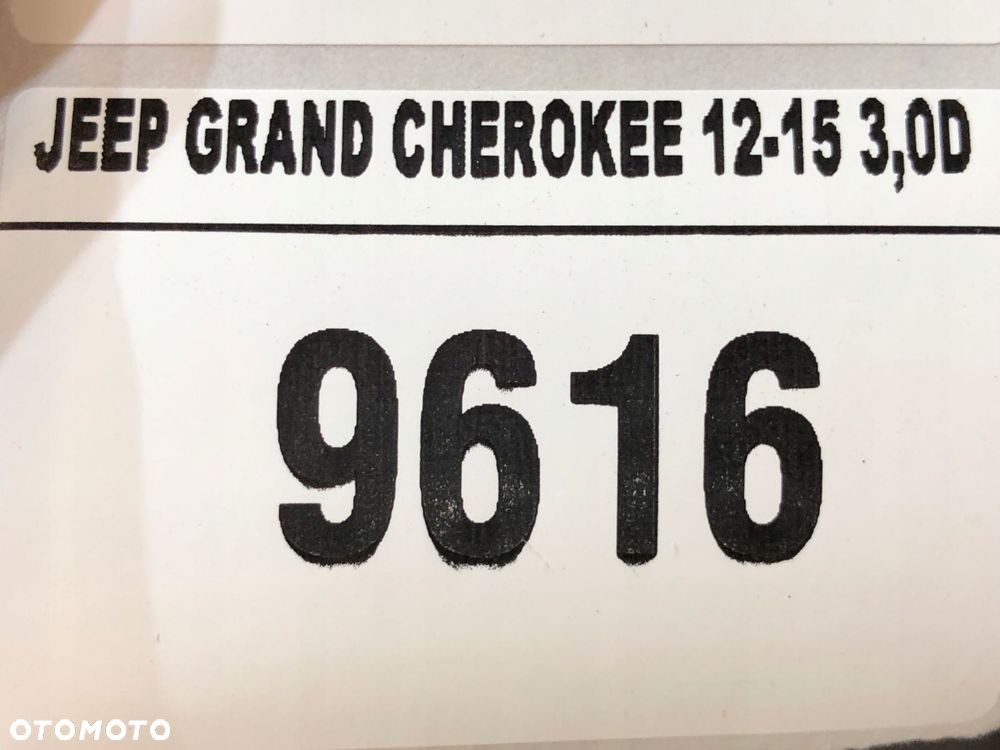 JEEP GRAND CHEROKEE 12-15 3,0D
9616
OTOMOTO